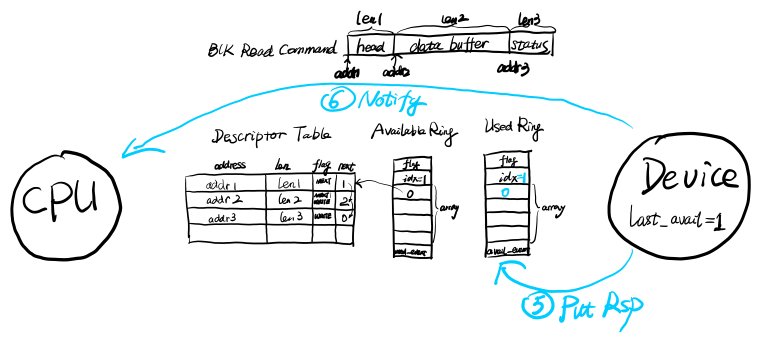 len1 len2 len3
BLK Read Command head data buffer status
addr1 addr2 addr3
⑥ Notify
Descriptor Table Available Ring Used Ring
address len flag next
addr1 len1 NEXT 1
addr2 len2 NEXT WRITE 2
addr3 len3 WRITE 0
flag
idx=1
0
array
used_event
flag
idx=1
0
array
avail_event
CPU
Device
last_avail=1
⑤ Put Rsp